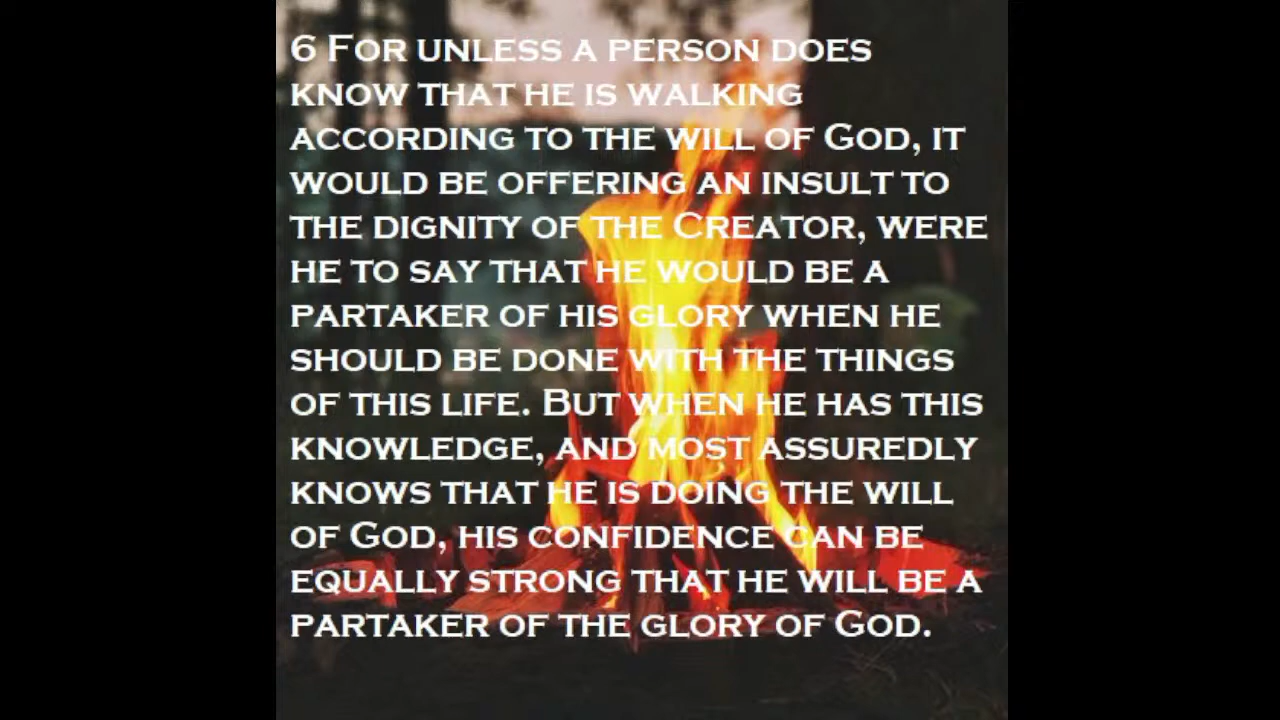 6 For unless a person does
know that he is walking
according to the will of God, it
would be offering an insult to
the dignity of the Creator, were
he to say that he would be a
partaker of his glory when he
should be done with the things
of this life. But when he has this
knowledge, and most assuredly
knows that he is doing the will
of God, his confidence can be
equally strong that he will be a
partaker of the glory of God.